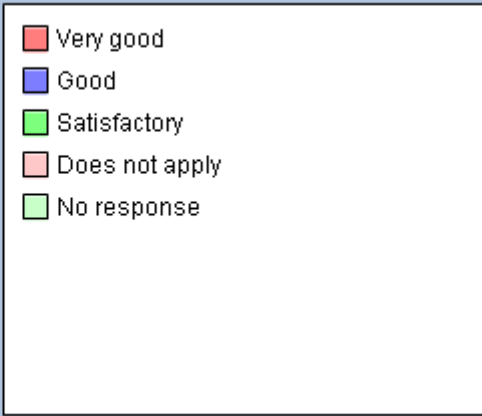 Very good
Good
Satisfactory
Does not apply
No response